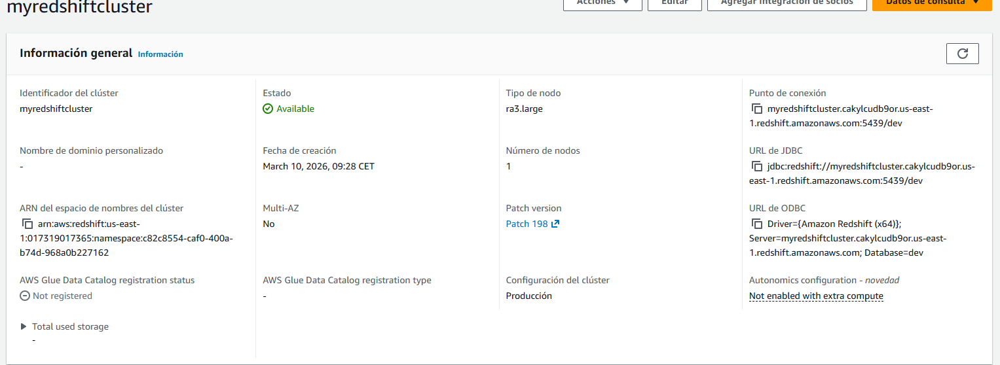 myredshiftcluster
Acciones
Editar
Agregar integración de socios
Datos de consulta
Información general Información
Identificador del clúster
myredshiftcluster
Estado
Available
Tipo de nodo
ra3.large
Punto de conexión
myredshiftcluster.cakylcudb9or.us-east-
1.redshift.amazonaws.com:5439/dev
Nombre de dominio personalizado
-
Fecha de creación
March 10, 2026, 09:28 CET
Número de nodos
1
URL de JDBC
jdbc:redshift://myredshiftcluster.cakylcudb9or.us-
east-1.redshift.amazonaws.com:5439/dev
ARN del espacio de nombres del clúster
arn:aws:redshift:us-east-
1:017319017365:namespace:c82c8554-caf0-400a-
b74d-968a0b227162
Multi-AZ
No
Patch version
Patch 198
URL de ODBC
Driver={Amazon Redshift (x64)};
Server=myredshiftcluster.cakylcudb9or.us-east-
1.redshift.amazonaws.com; Database=dev
AWS Glue Data Catalog registration status
Not registered
AWS Glue Data Catalog registration type
-
Configuración del clúster
Producción
Autonomics configuration - novedad
Not enabled with extra compute
Total used storage
-